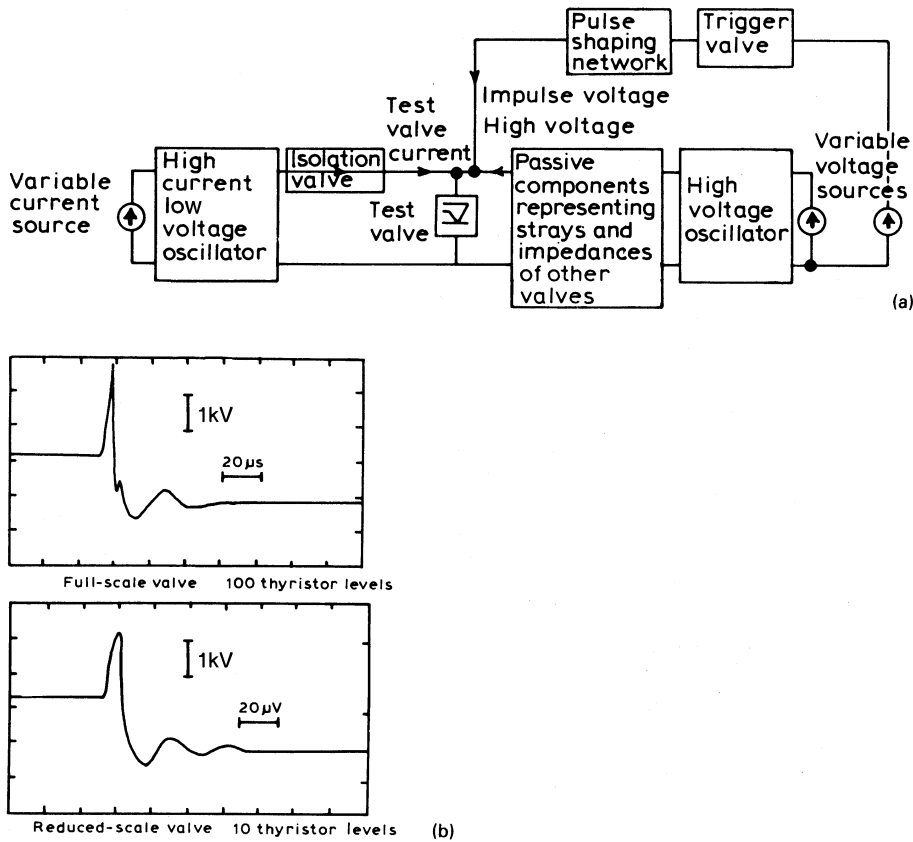 Pulse
shaping
network
Trigger
valve
Impulse voltage
High voltage
Test
valve
current
Variable
voltage
sources
Variable
current
source
High
current
low
voltage
oscillator
Isolation
valve
Test
valve
Passive
components
representing
strays and
impedances
of other
valves
High
voltage
oscillator
(a)
1kV
20μs
Full-scale valve 100 thyristor levels
1kV
20μV
Reduced-scale valve 10 thyristor levels
(b)